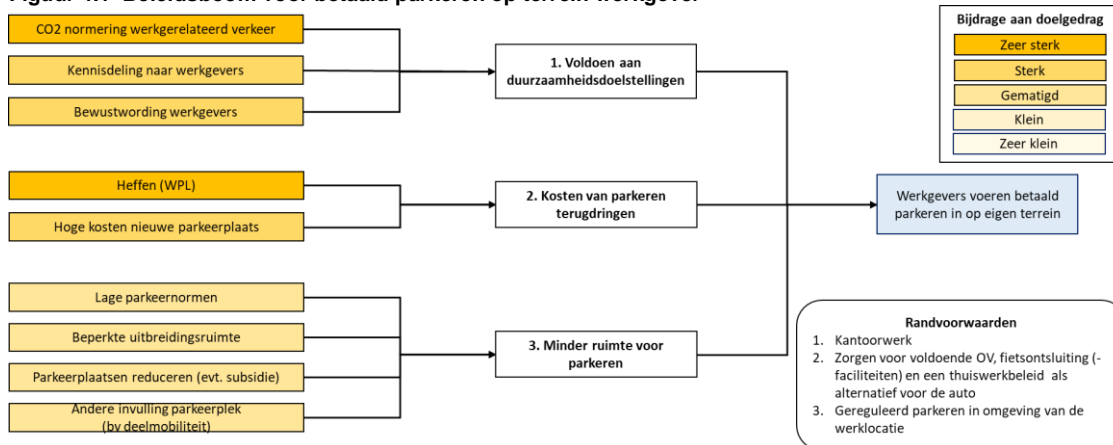 Figuur 4.1 Beleidsboom voor betaald parkeren op terrein werkgever
CO2 normering werkgerelateerd verkeer
Kennisdeling naar werkgevers
Bewustwording werkgevers
1. Voldoen aan
duurzaamheidsdoelstellingen
Bijdrage aan doelgedrag
Zeer sterk
Sterk
Gematigd
Klein
Zeer klein
Heffen (WPL)
Hoge kosten nieuwe parkeerplaats
2. Kosten van parkeren
terugdringen
Werkgevers voeren betaald
parkeren in op eigen terrein
Lage parkeernormen
Beperkte uitbreidingsruimte
Parkeerplaatsen reduceren (evt. subsidie)
Andere invulling parkeerplek
(bv deelmobiliteit)
3. Minder ruimte voor
parkeren
Randvoorwaarden
1. Kantoorwerk
2. Zorgen voor voldoende OV, fietsontsluiting (-
faciliteiten) en een thuiswerkbeleid als
alternatief voor de auto
3. Gereguleerd parkeren in omgeving van de
werklocatie